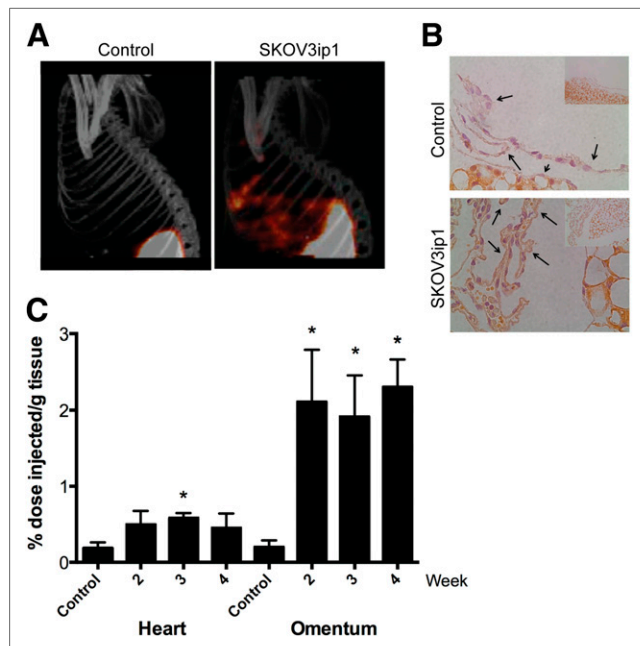 A
Control
SKOV3ip1
B
Control
SKOV3ip1
C
% dose injected/g tissue
3
2
1
0
*
*
*
*
Control
2
3
4
Control
2
3
4
Week
Heart
Omentum